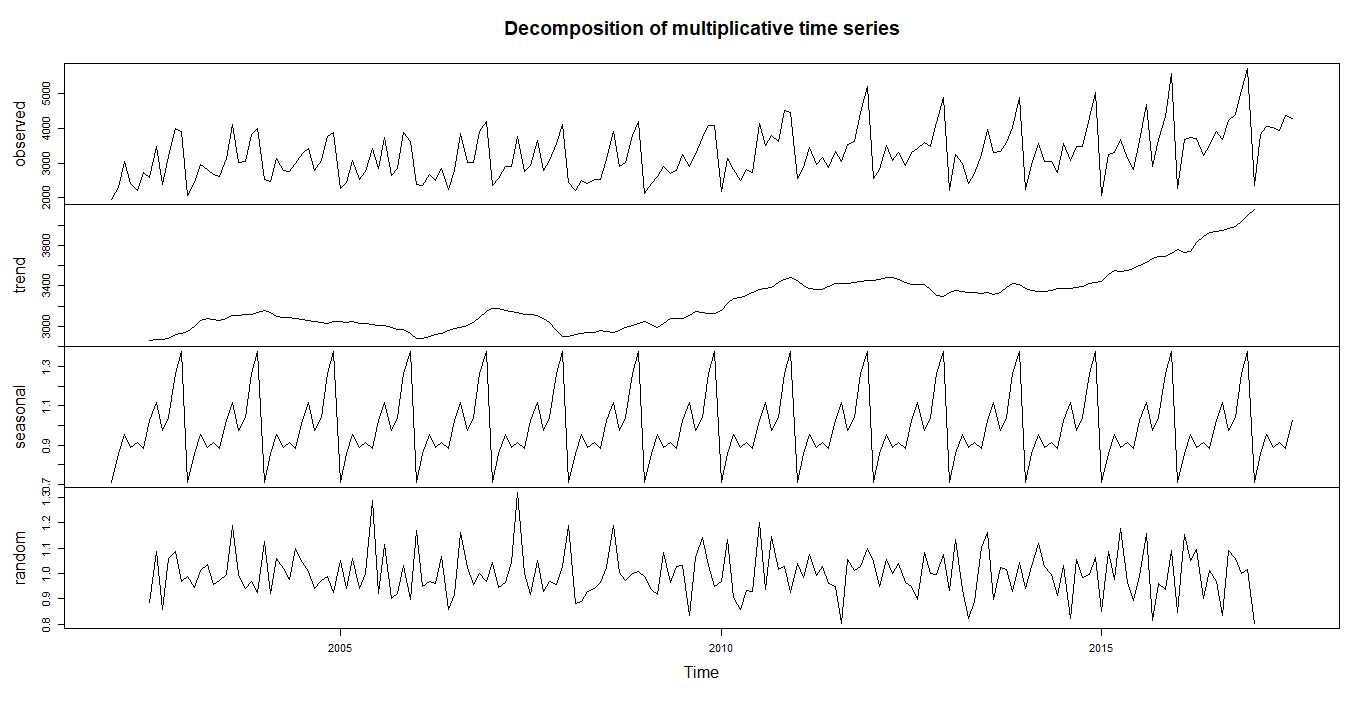 Decomposition of multiplicative time series
observed
2000 3000 4000 5000
trend
3000 3400 3800
seasonal
0.7 0.9 1.1 1.3
random
0.8 0.9 1.0 1.1 1.2 1.3
2005 2010 2015
Time